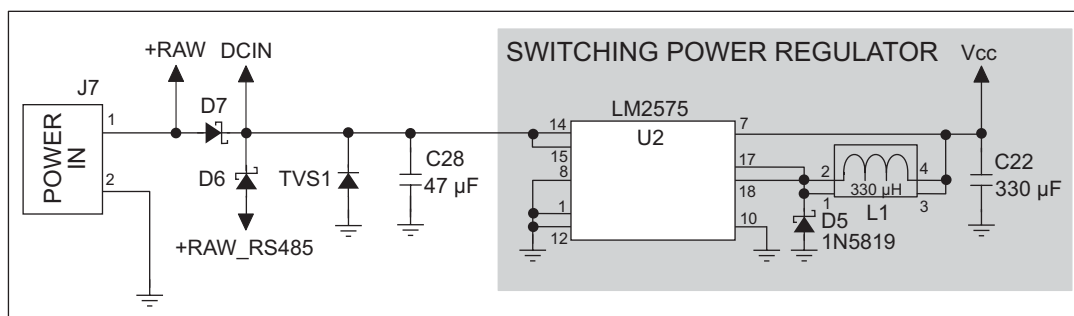 +RAW
DCIN
SWITCHING POWER REGULATOR
Vcc
J7
POWER IN
1
2
D7
D6
+RAW_RS485
TVS1
C28
47 µF
LM2575
U2
14
15
8
1
12
7
17
18
10
2
1
4
3
330 µH
L1
D5
1N5819
C22
330 µF